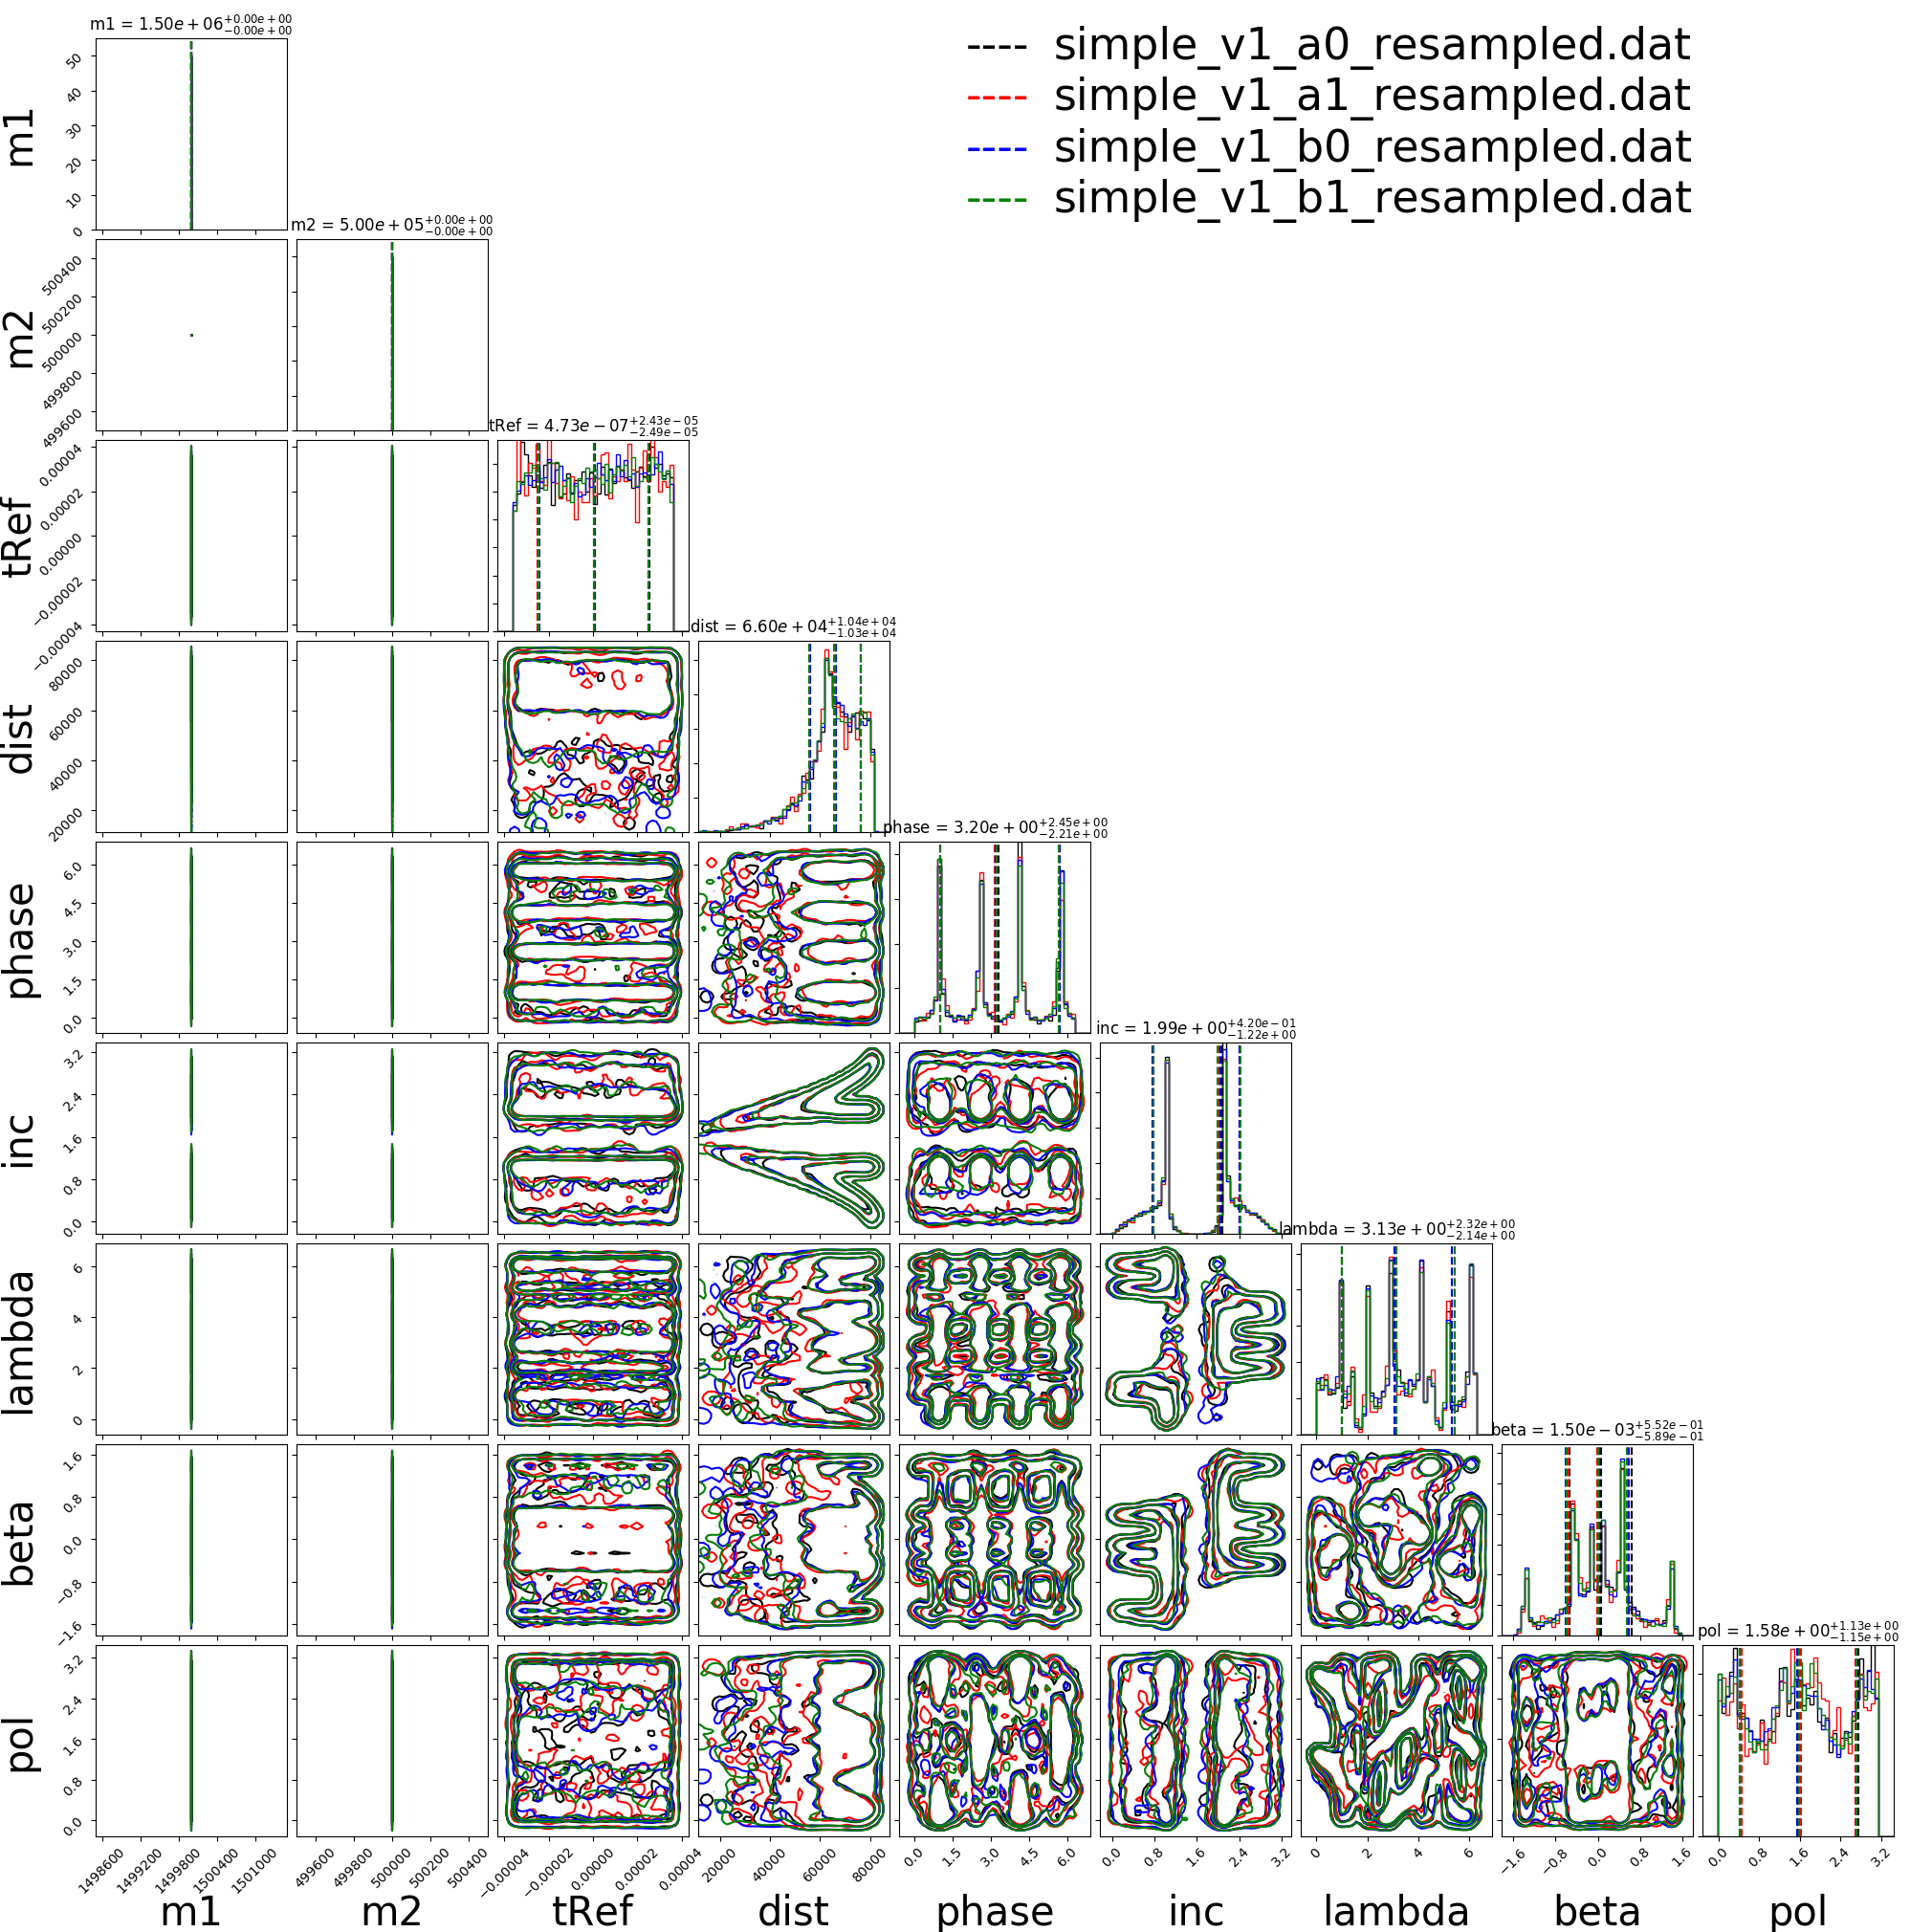 m1 = 1.50e + 06+0.00e+00−0.00e+00
simple_v1_a0_resampled.dat
simple_v1_a1_resampled.dat
simple_v1_b0_resampled.dat
simple_v1_b1_resampled.dat
m1
50
40
30
20
10
0
m2 = 5.00e + 05+0.00e+00−0.00e+00
m2
500400
500200
500000
499800
499600
tRef = 4.73e − 07+2.43e−05−2.49e−05
tRef
0.00004
0.00002
0.00000
−0.00002
−0.00004
dist = 6.60e + 04+1.04e+04−1.03e+04
dist
80000
60000
40000
20000
phase = 3.20e + 00+2.45e+00−2.21e+00
phase
6.0
4.5
3.0
1.5
0.0
inc = 1.99e + 00+4.20e−01−1.22e+00
inc
3.2
2.4
1.6
0.8
0.0
lambda = 3.13e + 00+2.32e+00−2.14e+00
lambda
6
4
2
0
beta = 1.50e − 03+5.52e−01−5.89e−01
beta
1.6
0.8
0.0
−0.8
−1.6
pol = 1.58e + 00+1.13e+00−1.15e+00
pol
3.2
2.4
1.6
0.8
0.0
1498600 1499200 1499800 1500400 1501000 499600 499800 500000 500200 500400 −0.00004 −0.00002 0.00000 0.00002 0.00004 20000 40000 60000 80000 0.0 1.5 3.0 4.5 6.0 0.0 0.8 1.6 2.4 3.2 0 2 4 6 −1.6 −0.8 0.0 0.8 1.6 0.0 0.8 1.6 2.4 3.2
m1 m2 tRef dist phase inc lambda beta pol